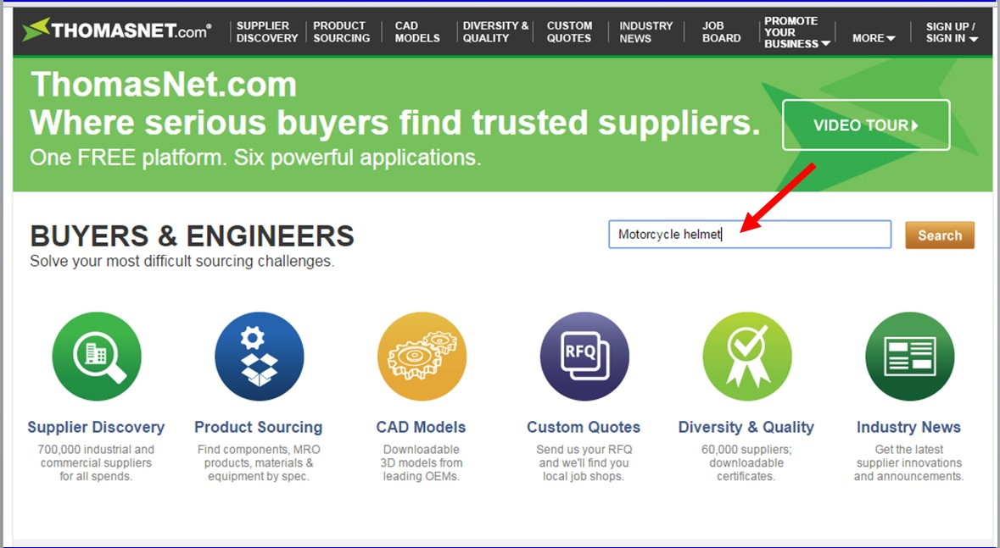 THOMASNET.com®
SUPPLIER
DISCOVERY
PRODUCT
SOURCING
CAD
MODELS
DIVERSITY &
QUALITY
CUSTOM
QUOTES
INDUSTRY
NEWS
JOB
BOARD
PROMOTE
YOUR
BUSINESS
MORE
SIGN UP /
SIGN IN
ThomasNet.com
Where serious buyers find trusted suppliers.
One FREE platform. Six powerful applications.
VIDEO TOUR
BUYERS & ENGINEERS
Solve your most difficult sourcing challenges.
Motorcycle helmet
Search
RFQ
Supplier Discovery
700,000 industrial and
commercial suppliers
for all spends.
Product Sourcing
Find components, MRO
products, materials &
equipment by spec.
CAD Models
Downloadable
3D models from
leading OEMs.
Custom Quotes
Send us your RFQ
and we'll find you
local job shops.
Diversity & Quality
60,000 suppliers;
downloadable
certificates.
Industry News
Get the latest
supplier innovations
and announcements.